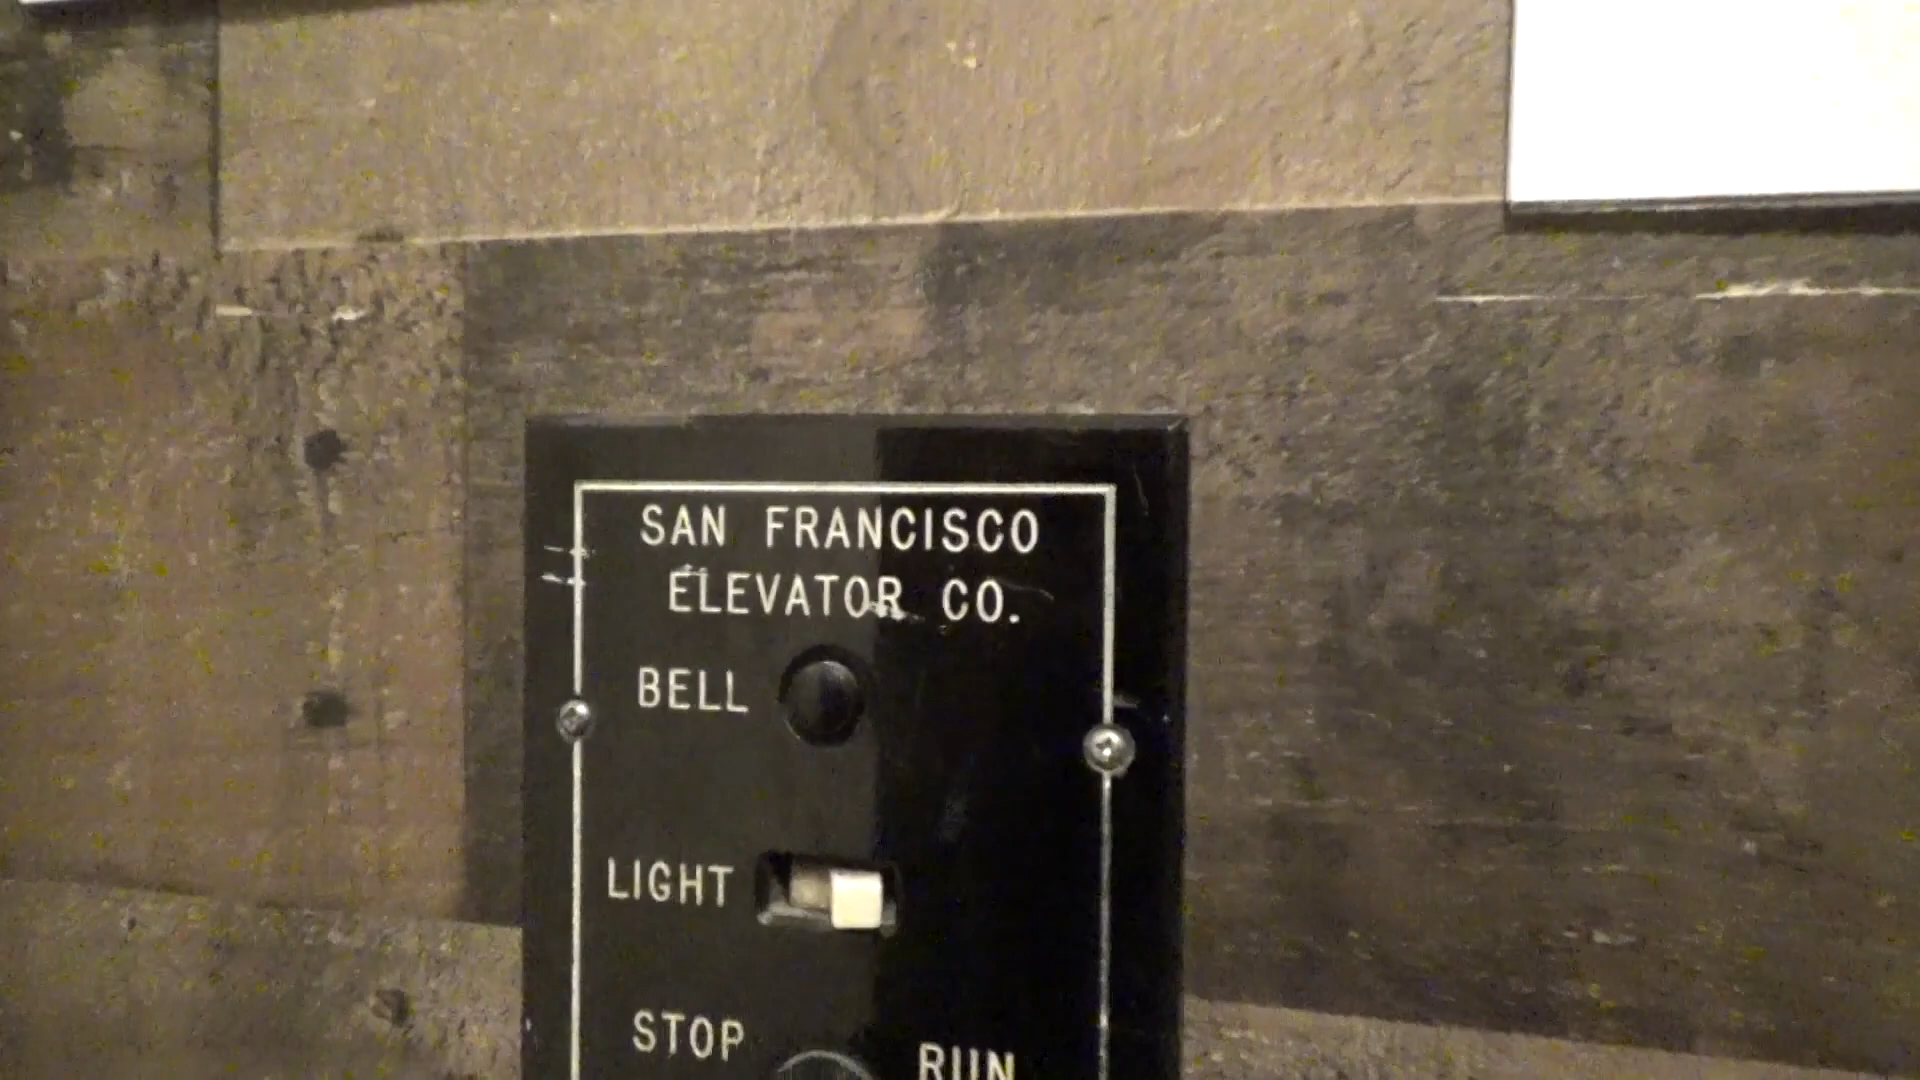 SAN FRANCISCO
ELEVATOR CO.
BELL
LIGHT
STOP
RUN